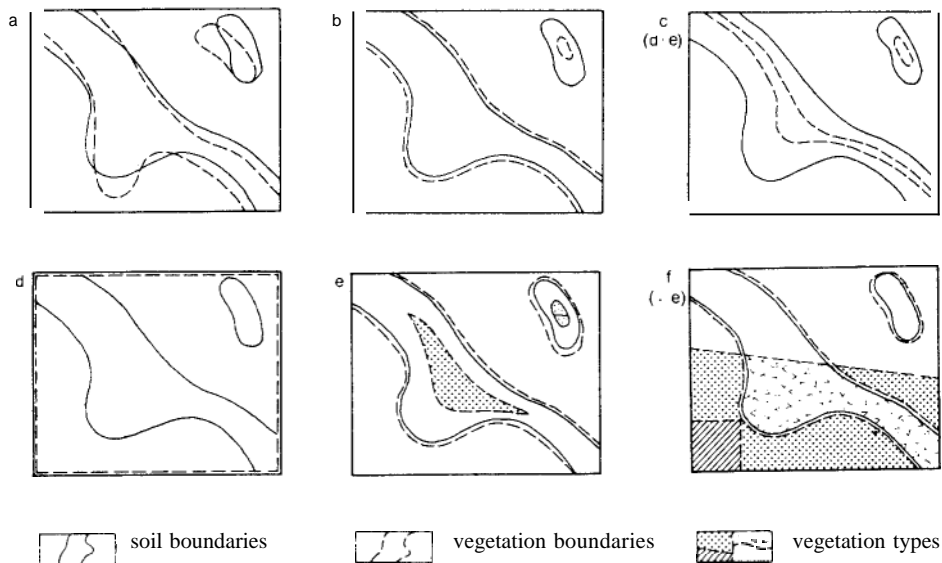 a
b
c
(d · e)
d
e
f
(. e)
soil boundaries
vegetation boundaries
vegetation types